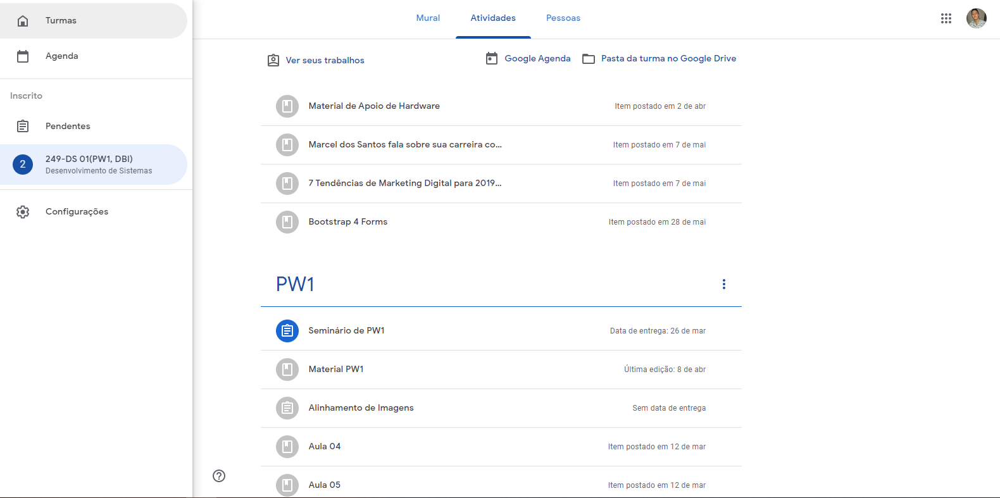 Turmas
Agenda
Inscrito
Pendentes
2
249-DS 01(PW1, DBI)
Desenvolvimento de Sistemas
Configurações
Mural
Atividades
Pessoas
Ver seus trabalhos
Google Agenda
Pasta da turma no Google Drive
Material de Apoio de Hardware
Item postado em 2 de abr
Marcel dos Santos fala sobre sua carreira co...
Item postado em 7 de mai
7 Tendências de Marketing Digital para 2019...
Item postado em 7 de mai
Bootstrap 4 Forms
Item postado em 28 de mai
PW1
Seminário de PW1
Data de entrega: 26 de mar
Material PW1
Última edição: 8 de abr
Alinhamento de Imagens
Sem data de entrega
Aula 04
Item postado em 12 de mar
Aula 05
Item postado em 12 de mar